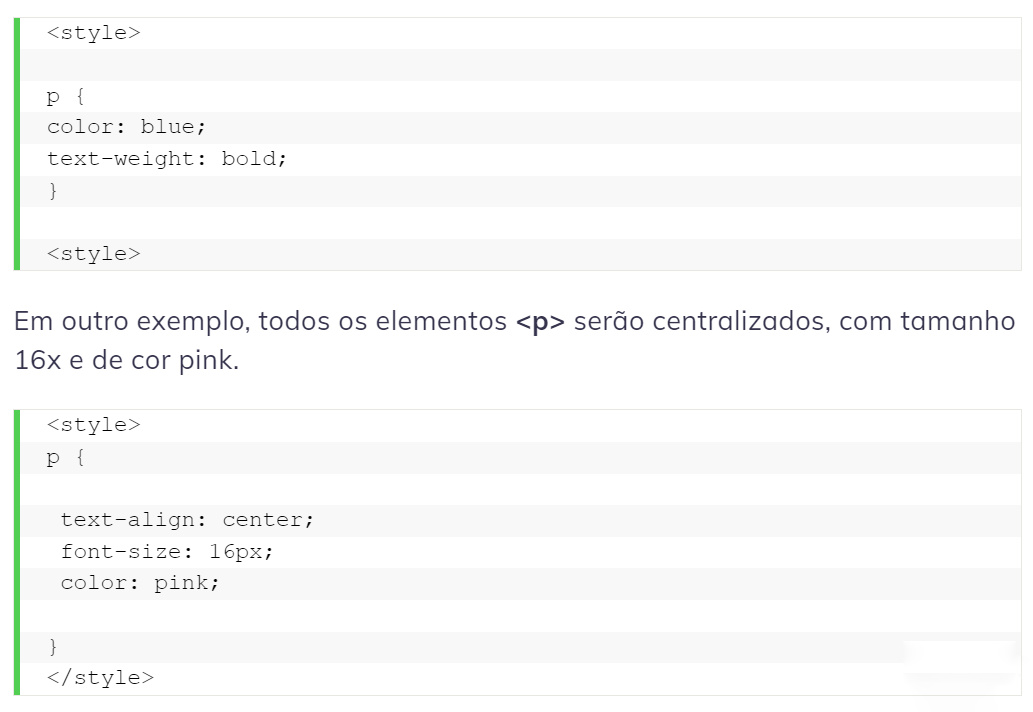 <style>
p {
color: blue;
text-weight: bold;
}
<style>
Em outro exemplo, todos os elementos <p> serão centralizados, com tamanho
16x e de cor pink.
<style>
p {
text-align: center;
font-size: 16px;
color: pink;
}
</style>